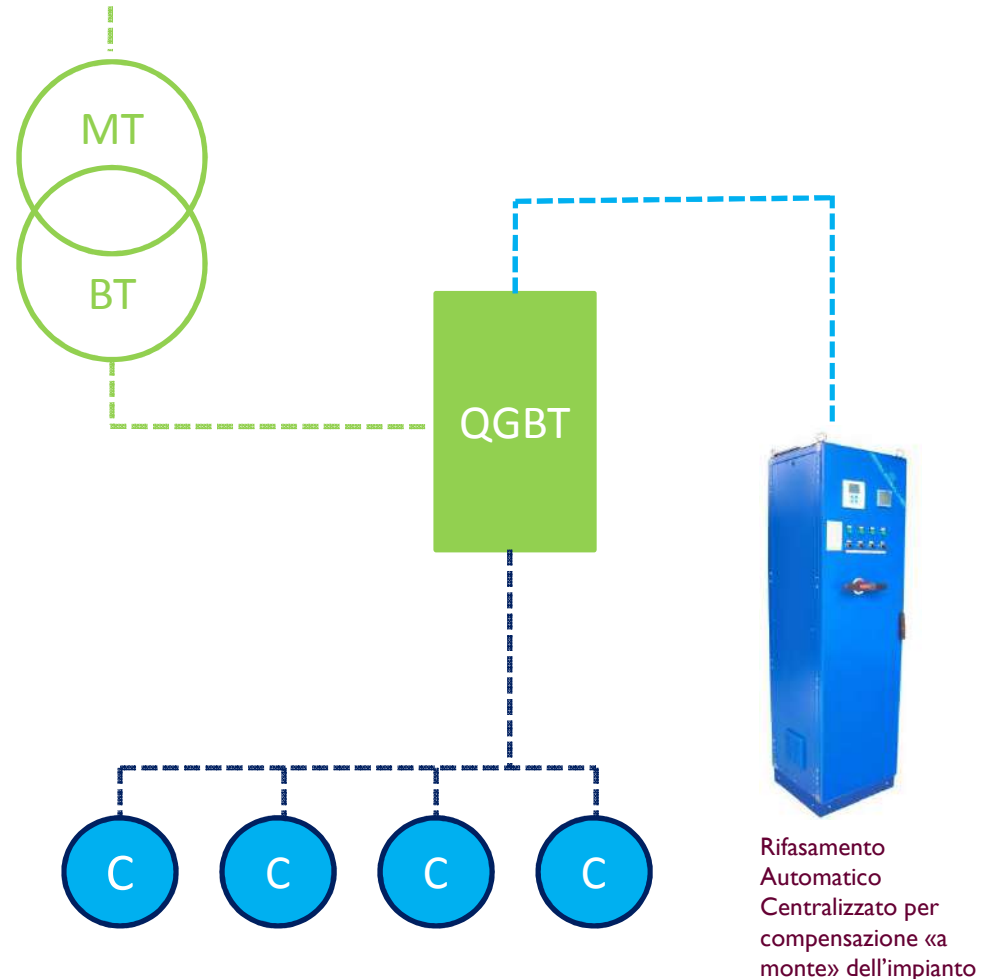 MT
BT
QGBT
C
C
C
C
Rifasamento
Automatico
Centralizzato per
compensazione «a
monte» dell'impianto